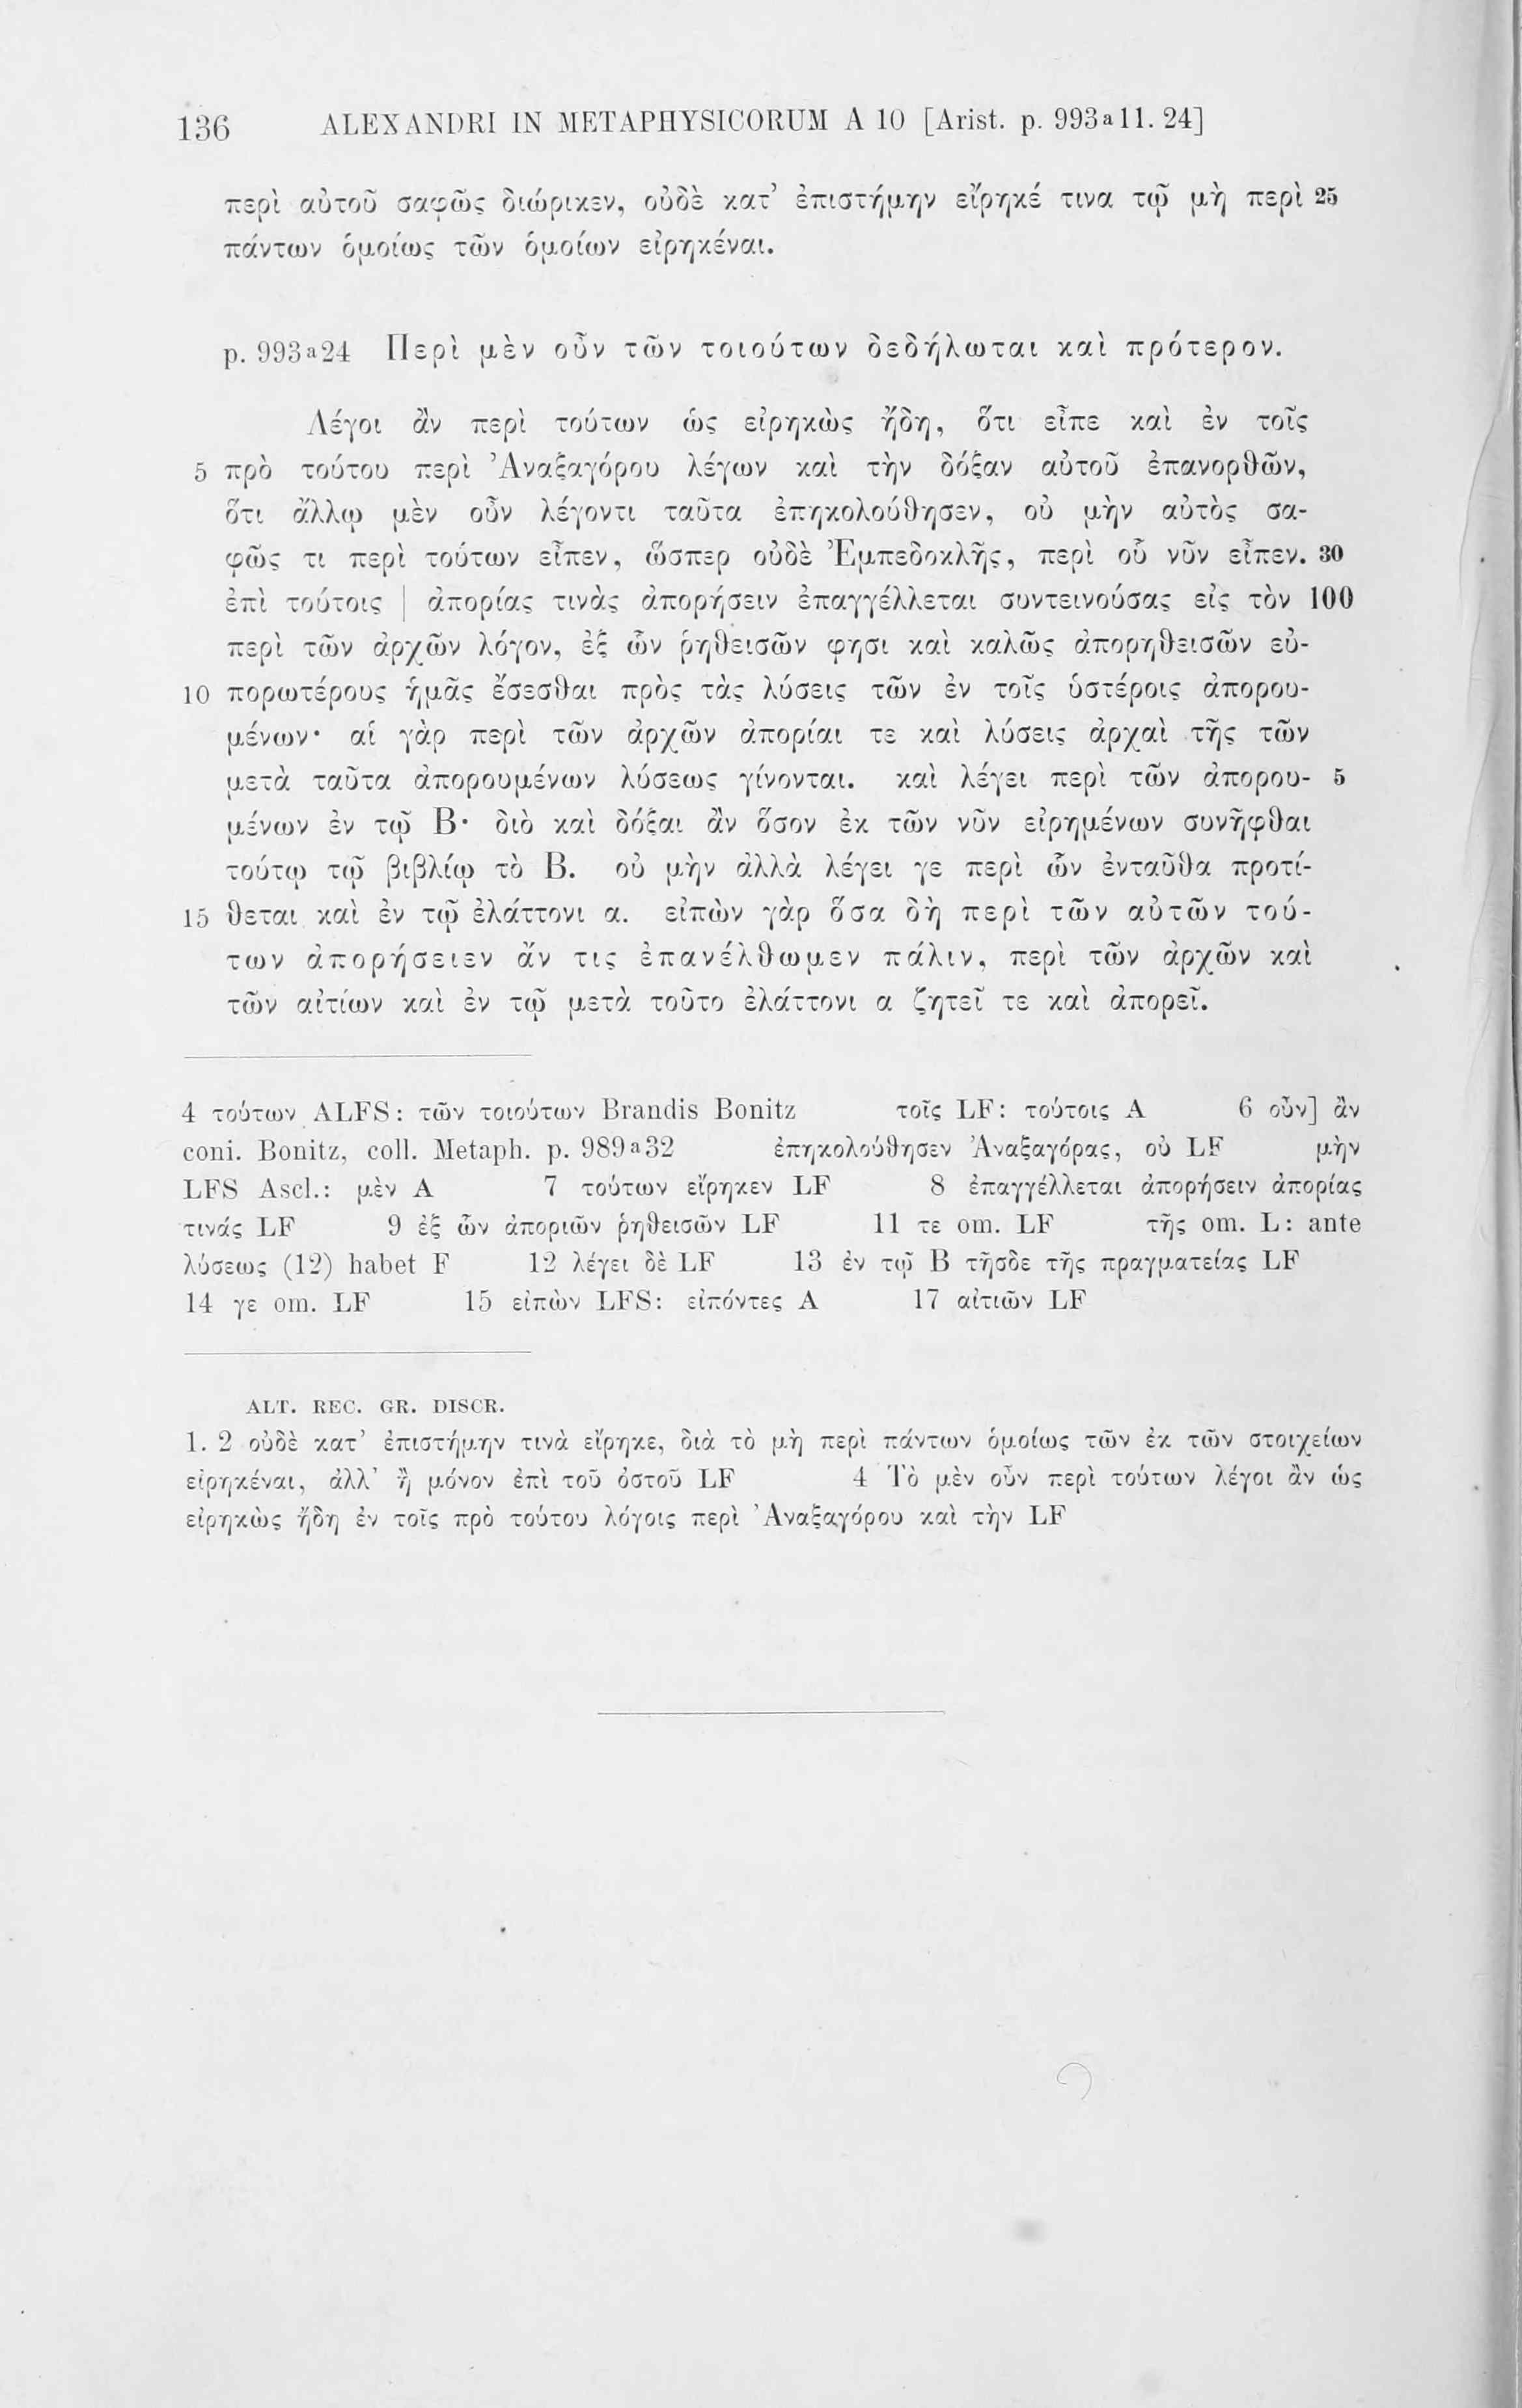 136 ALEXANDRI IN METAPHYSICORUM A 10 [Arist. p. 993a11. 24]
περὶ αὐτοῦ σαφῶς διώρικεν, οὐδὲ κατ’ ἐπιστήμην εἴρηκέ τινα τῷ μὴ περὶ 25
πάντων ὁμοίως τῶν ὁμοίων εἰρηκέναι.
p. 993a24 Περὶ μὲν οὖν τῶν τοιούτων δεδήλωται καὶ πρότερον.
Λέγοι ἂν περὶ τούτων ὡς εἰρηκὼς ἤδη, ὅτι εἶπε καὶ ἐν τοῖς
5 πρὸ τούτου περὶ Ἀναξαγόρου λέγων καὶ τὴν δόξαν αὐτοῦ ἐπανορθῶν,
ὅτι ἄλλῳ μὲν οὖν λέγοντι ταῦτα ἐπηκολούθησεν, οὐ μὴν αὐτὸς σα-
φῶς τι περὶ τούτων εἶπεν, ὥσπερ οὐδὲ Ἐμπεδοκλῆς, περὶ οὗ νῦν εἶπεν. 30
ἐπὶ τούτοις | ἀπορίας τινὰς ἀπορήσειν ἐπαγγέλλεται συντεινούσας εἰς τὸν 100
περὶ τῶν ἀρχῶν λόγον, ἐξ ὧν ῥηθεισῶν φησι καὶ καλῶς ἀπορηθεισῶν εὐ-
10 πορωτέρους ἡμᾶς ἔσεσθαι πρὸς τὰς λύσεις τῶν ἐν τοῖς ὑστέροις ἀπορου-
μένων· αἱ γὰρ περὶ τῶν ἀρχῶν ἀπορίαι τε καὶ λύσεις ἀρχαὶ τῆς τῶν
μετὰ ταῦτα ἀπορουμένων λύσεως γίνονται. καὶ λέγει περὶ τῶν ἀπορου- 5
μένων ἐν τῷ Β· διὸ καὶ δόξαι ἂν ὅσον ἐκ τῶν νῦν εἰρημένων συνῆφθαι
τούτῳ τῷ βιβλίῳ τὸ Β. οὐ μὴν ἀλλὰ λέγει γε περὶ ὧν ἐνταῦθα προτί-
15 θεται καὶ ἐν τῷ ἐλάττονι α. εἰπὼν γὰρ ὅσα δὴ περὶ τῶν αὐτῶν τού-
των ἀπορήσειεν ἄν τις ἐπανέλθωμεν πάλιν, περὶ τῶν ἀρχῶν καὶ
τῶν αἰτίων καὶ ἐν τῷ μετὰ τοῦτο ἐλάττονι α ζητεῖ τε καὶ ἀπορεῖ.
4 τούτων ALFS: τῶν τοιούτων Brandis Bonitz τοῖς LF: τούτοις A 6 οὖν] ἂν
coni. Bonitz, coll. Metaph. p. 989a32 ἐπηκολούθησεν Ἀναξαγόρας, οὐ LF μὴν
LFS Ascl.: μὲν A 7 τούτων εἴρηκεν LF 8 ἐπαγγέλλεται ἀπορήσειν ἀπορίας
τινάς LF 9 ἐξ ὧν ἀποριῶν ῥηθεισῶν LF 11 τε om. LF τῆς om. L: ante
λύσεως (12) habet F 12 λέγει δὲ LF 13 ἐν τῷ Β τῆσδε τῆς πραγματείας LF
14 γε om. LF 15 εἰπὼν LFS: εἰπόντες A 17 αἰτιῶν LF
ALT. REC. GR. DISCR.
1. 2 οὐδὲ κατ’ ἐπιστήμην τινὰ εἴρηκε, διὰ τὸ μὴ περὶ πάντων ὁμοίως τῶν ἐκ τῶν στοιχείων
εἰρηκέναι, ἀλλ’ ἢ μόνον ἐπὶ τοῦ ὀστοῦ LF 4 Τὸ μὲν οὖν περὶ τούτων λέγοι ἂν ὡς
εἰρηκὼς ἤδη ἐν τοῖς πρὸ τούτου λόγοις περὶ Ἀναξαγόρου καὶ τὴν LF